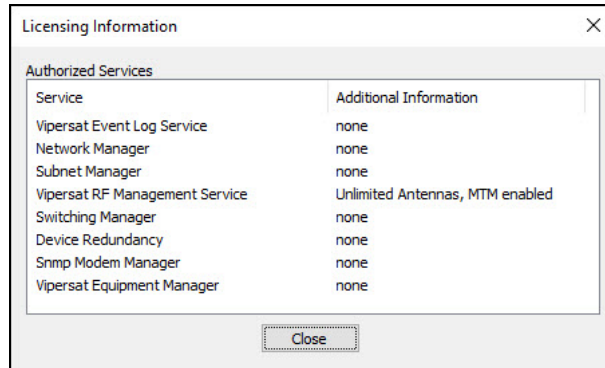 Licensing Information
Authorized Services
Service Additional Information
Vipersat Event Log Service none
Network Manager none
Subnet Manager none
Vipersat RF Management Service Unlimited Antennas, MTM enabled
Switching Manager none
Device Redundancy none
Snmp Modem Manager none
Vipersat Equipment Manager none
Close